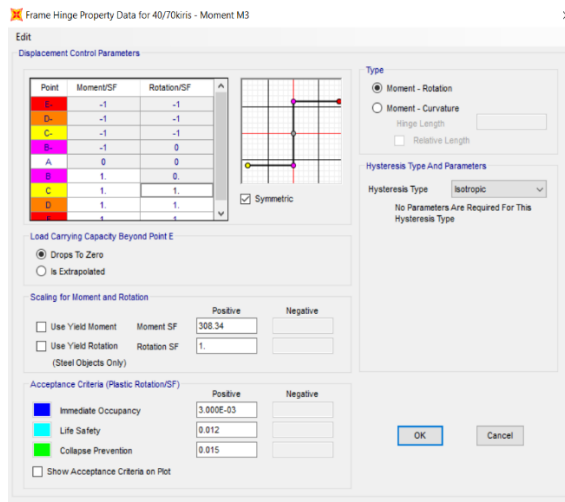 Frame Hinge Property Data for 40/70kiris - Moment M3
Edit
Displacement Control Parameters
Point Moment/SF Rotation/SF
E- -1 -1
D- -1 -1
C- -1 -1
B- -1 0
A 0 0
B 1. 0.
C 1. 1.
D 1. 1.
E 1. 1.
Symmetric
Load Carrying Capacity Beyond Point E
Drops To Zero
Is Extrapolated
Scaling for Moment and Rotation
Positive Negative
Use Yield Moment Moment SF 308.34
Use Yield Rotation Rotation SF 1.
(Steel Objects Only)
Acceptance Criteria (Plastic Rotation/SF)
Positive Negative
Immediate Occupancy 3.000E-03
Life Safety 0.012
Collapse Prevention 0.015
Show Acceptance Criteria on Plot
Type
Moment - Rotation
Moment - Curvature
Hinge Length
Relative Length
Hysteresis Type And Parameters
Hysteresis Type Isotropic
No Parameters Are Required For This
Hysteresis Type
OK Cancel